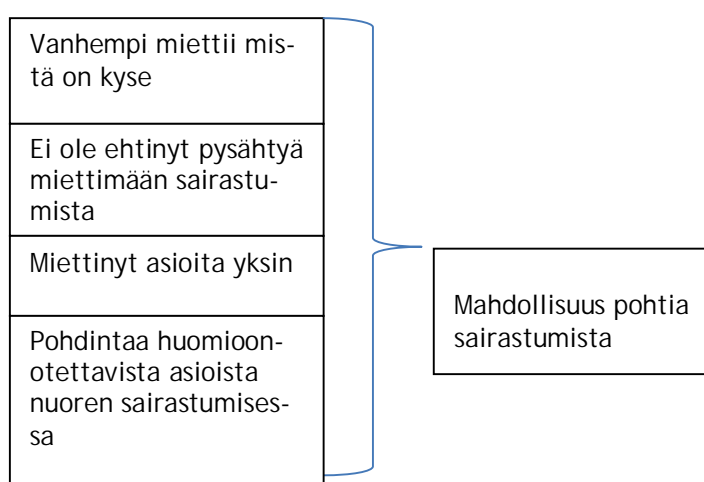 Vanhempi miettii mis-
tä on kyse
Ei ole ehtinyt pysähtyä
miettimään sairastu-
mista
Miettinyt asioita yksin
Pohdintaa huomioon-
otettavista asioista
nuoren sairastumises-
sa
Mahdollisuus pohtia
sairastumista